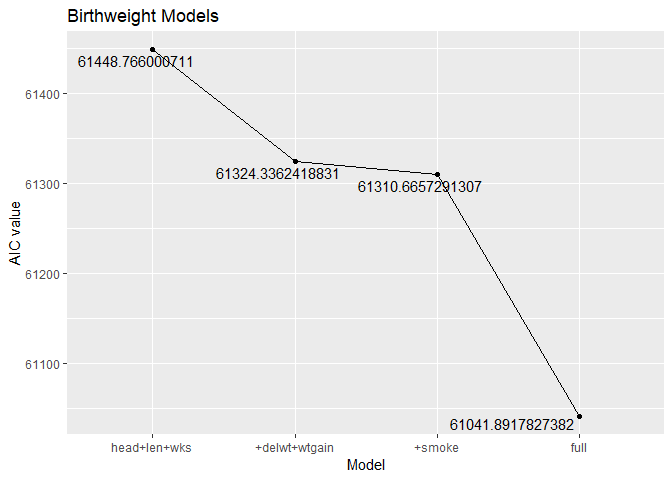 Birthweight Models
61448.766000711
61400
61324.3362418831
61310.6657291307
61300
61200
61100
61041.8917827382
AIC value
head+len+wks +delwt+wtgain +smoke full
Model